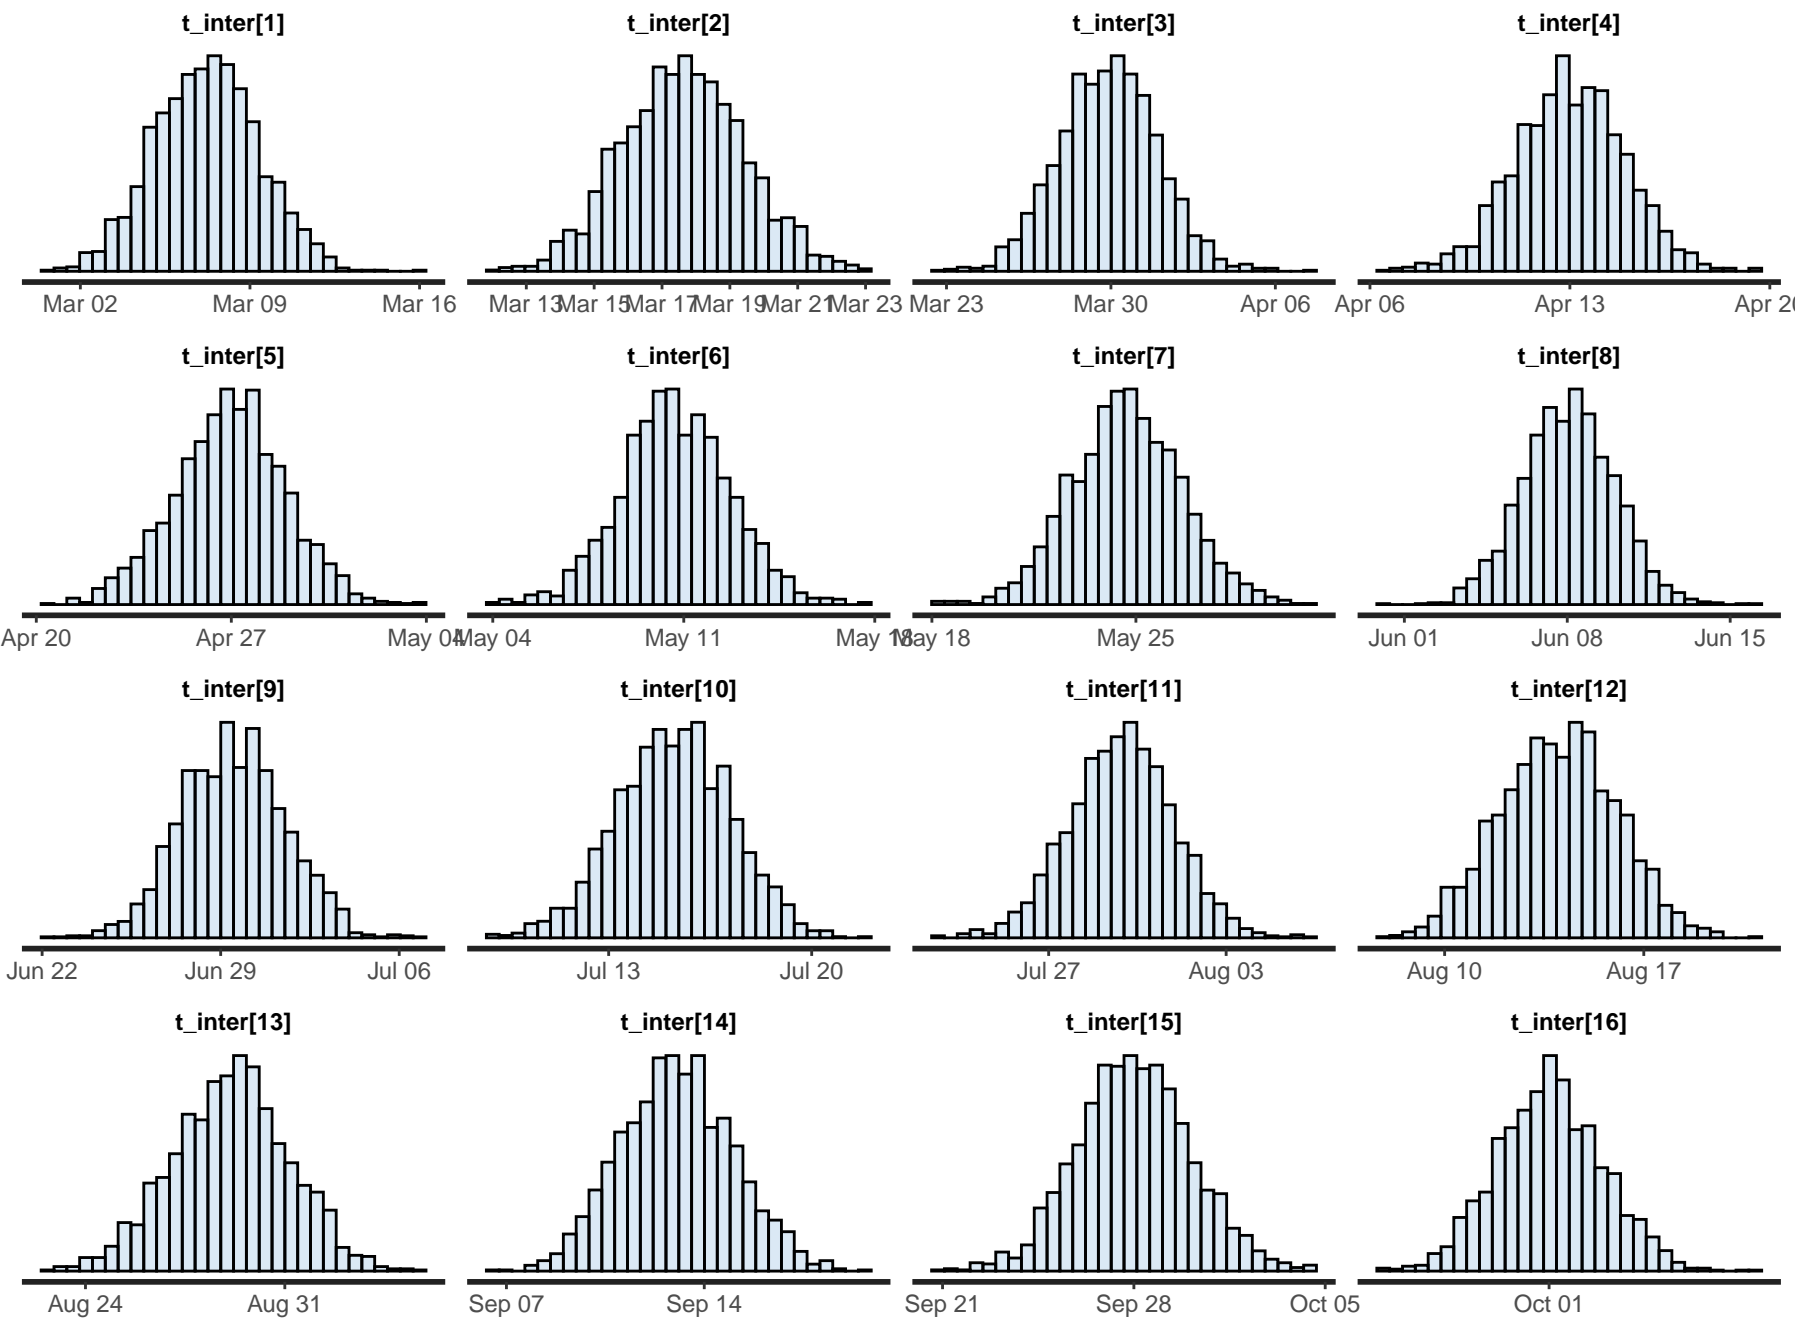 t_inter[1] t_inter[2] t_inter[3] t_inter[4]
Mar 02 Mar 09 Mar 16 Mar 13 Mar 15 Mar 17 Mar 19 Mar 21 Mar 23 Mar 23 Mar 30 Apr 06 Apr 06 Apr 13 Apr 20
t_inter[5] t_inter[6] t_inter[7] t_inter[8]
Apr 20 Apr 27 May 04 May 04 May 11 May 18 May 18 May 25 Jun 01 Jun 08 Jun 15
t_inter[9] t_inter[10] t_inter[11] t_inter[12]
Jun 22 Jun 29 Jul 06 Jul 13 Jul 20 Jul 27 Aug 03 Aug 10 Aug 17
t_inter[13] t_inter[14] t_inter[15] t_inter[16]
Aug 24 Aug 31 Sep 07 Sep 14 Sep 21 Sep 28 Oct 05 Oct 01